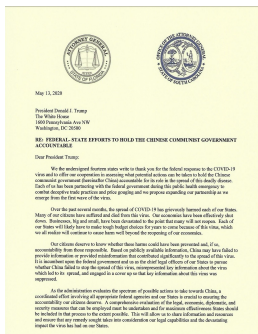 May 13, 2020
President Donald J. Trump
The White House
1600 Pennsylvania Ave NW
Washington, DC 20500
RE: FEDERAL- STATE EFFORTS TO HOLD THE CHINESE COMMUNIST GOVERNMENT
ACCOUNTABLE
Dear President Trump:
We the undersigned fourteen states write to thank you for the federal response to the COVID-19
virus and to offer our cooperation in assessing what potential actions can be taken to hold the Chinese
communist government (hereinafter China) accountable for its role in the spread of this deadly disease.
Each of us has been partnering with the federal government during this public health emergency to
combat deceptive trade practices and price gouging and we propose expanding our partnership as we
emerge from the first wave of the virus.
Over the past several months, the spread of COVID-19 has grievously harmed each of our States.
Many of our citizens have suffered and died from this virus. Our economies have been effectively shut
down. Businesses, big and small, have been devastated to the point that many will not reopen. Each of
our States will likely have to make tough budget choices for years to come because of this virus, which
we all realize will continue to cause harm well beyond the reopening of our economies.
Our citizens deserve to know whether these harms could have been prevented and, if so,
accountability from those responsible. Based on publicly available information, China may have failed to
provide information or provided misinformation that contributed significantly to the spread of this virus.
It is incumbent upon the federal government and us as the chief legal officers of our States to pursue
whether China failed to stop the spread of this virus, misrepresented key information about the virus
which led to its spread, and engaged in a cover up so that key information about this virus was
suppressed.
As the administration evaluates the spectrum of possible actions to take towards China, a
coordinated effort involving all appropriate federal agencies and our States is crucial to assuring the
accountability our citizens deserve. A comprehensive evaluation of the legal, economic, diplomatic, and
security measures that can be employed must be undertaken and for maximum effectiveness States should
be included in that process to the extent possible. This will allow us to share information and resources
and ensure that any remedy sought takes into consideration our legal capabilities and the devastating
impact the virus has had on our States.